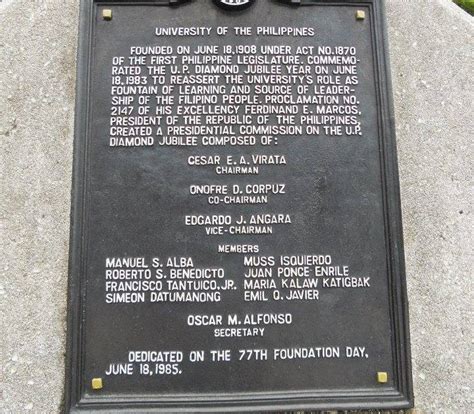 UNIVERSITY OF THE PHILIPPINES
FOUNDED ON JUNE 18,1908 UNDER ACT NO.1870
OF THE FIRST PHILIPPINE LEGISLATURE. COMMEMO-
RATED THE U.P. DIAMOND JUBILEE YEAR ON JUNE
18,1983 TO REASSERT THE UNIVERSITY'S ROLE AS
FOUNTAIN OF LEARNING AND SOURCE OF LEADER-
SHIP OF THE FILIPINO PEOPLE. PROCLAMATION NO.
2147 OF HIS EXCELLENCY FERDINAND E. MARCOS,
PRESIDENT OF THE REPUBLIC OF THE PHILIPPINES,
CREATED A PRESIDENTIAL COMMISSION ON THE U.P.
DIAMOND JUBILEE COMPOSED OF:
CESAR E. A. VIRATA
CHAIRMAN
ONOFRE D. CORPUZ
CO-CHAIRMAN
EDGARDO J. ANGARA
VICE-CHAIRMAN
MEMBERS
MANUEL S. ALBA MUSS ISQUIERDO
ROBERTO S. BENEDICTO JUAN PONCE ENRILE
FRANCISCO TANTUICO, JR. MARIA KALAW KATIGBAK
SIMEON DATUMANONG EMIL Q. JAVIER
OSCAR M. ALFONSO
SECRETARY
DEDICATED ON THE 77TH FOUNDATION DAY,
JUNE 18,1985.